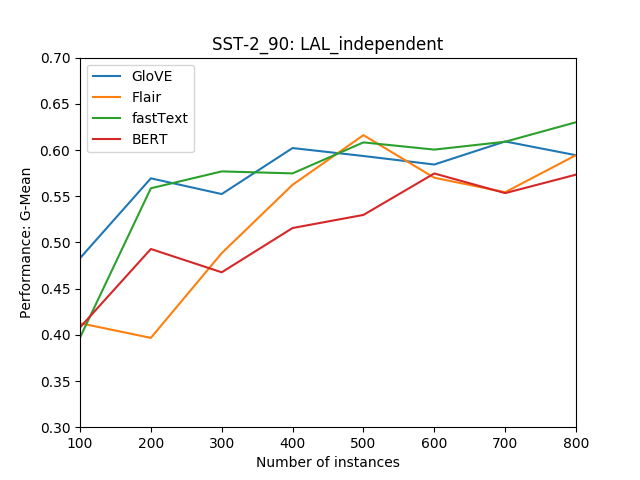 SST-2_90: LAL_independent
GloVE
Flair
fastText
BERT
Performance: G-Mean
0.70
0.65
0.60
0.55
0.50
0.45
0.40
0.35
0.30
100 200 300 400 500 600 700 800
Number of instances